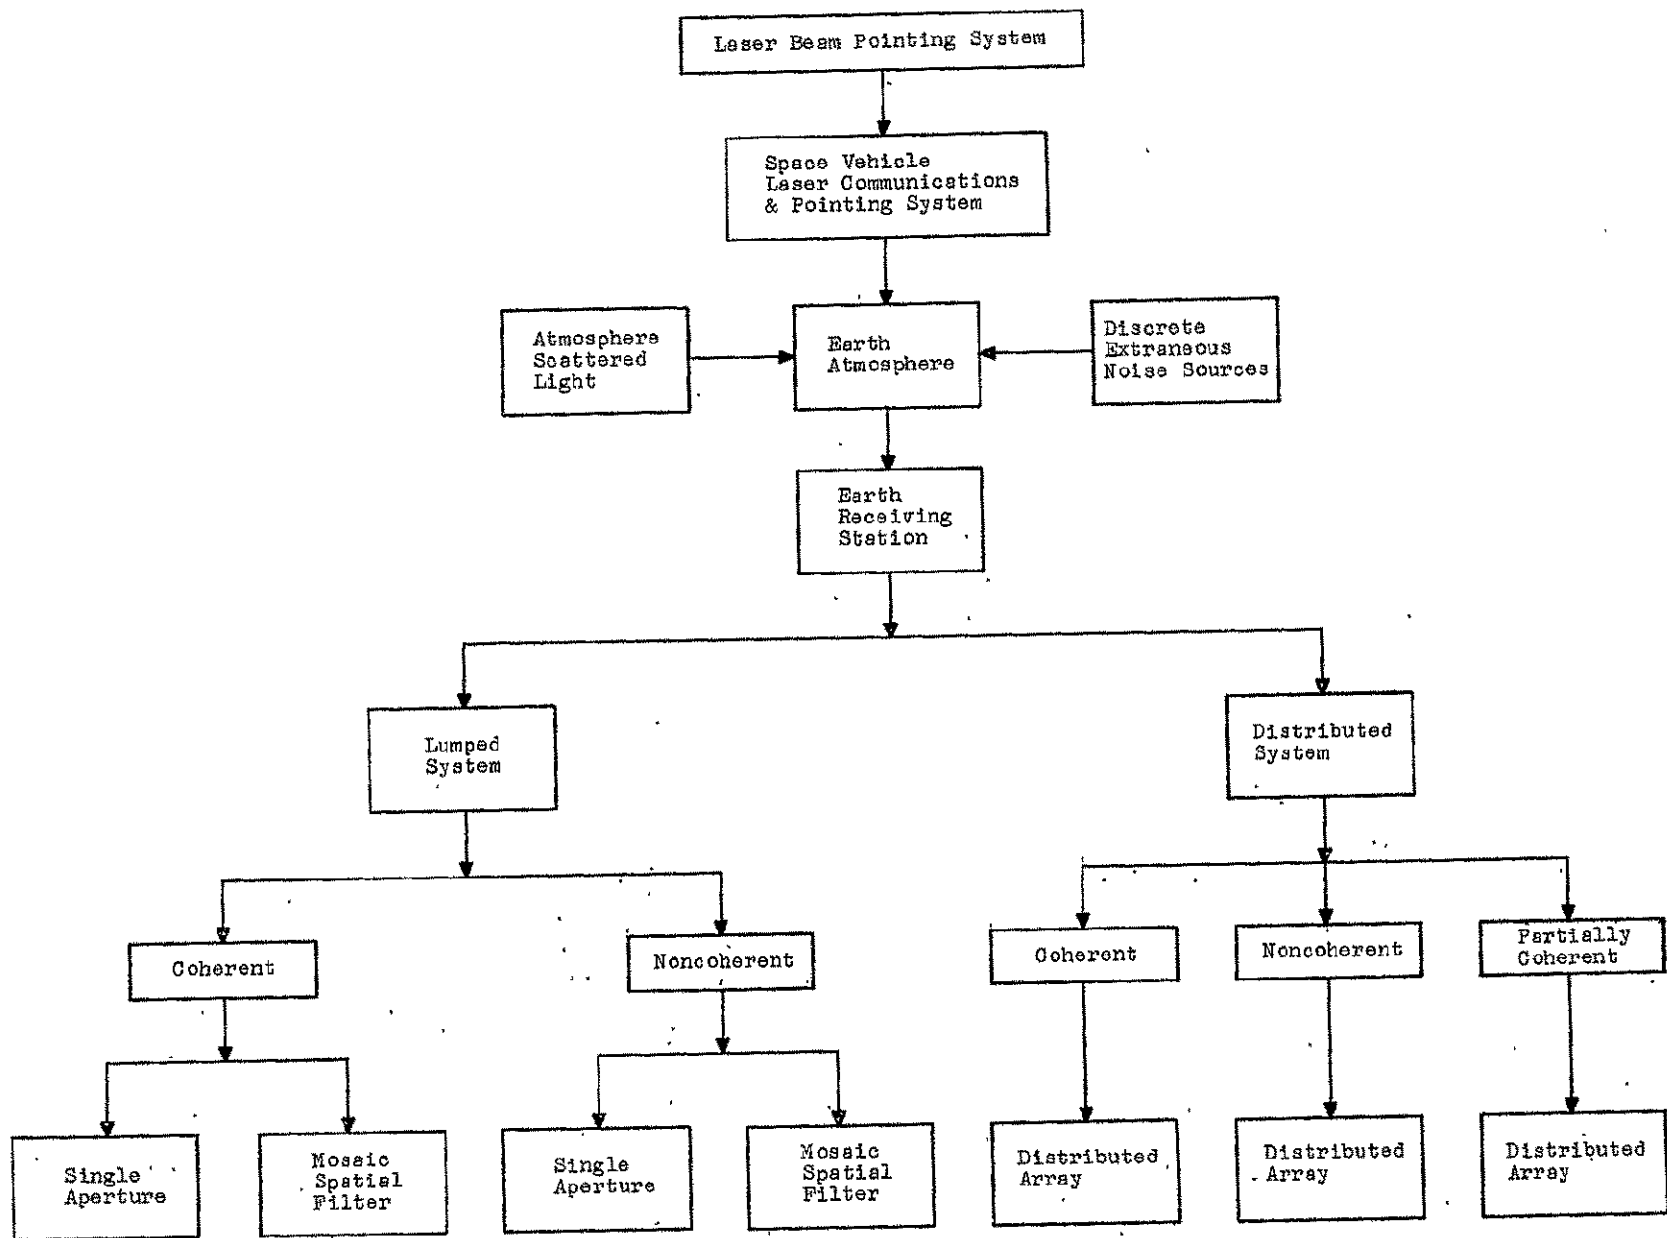 Laser Beam Pointing System
Space Vehicle
Laser Communications
& Pointing System
Atmosphere
Scattered
Light
Earth
Atmosphere
Discrete
Extraneous
Noise Sources
Earth
Receiving
Station
Lumped
System
Distributed
System
Coherent
Noncoherent
Coherent
Noncoherent
Partially
Coherent
Single
Aperture
Mosaic
Spatial
Filter
Single
Aperture
Mosaic
Spatial
Filter
Distributed
Array
Distributed
Array
Distributed
Array